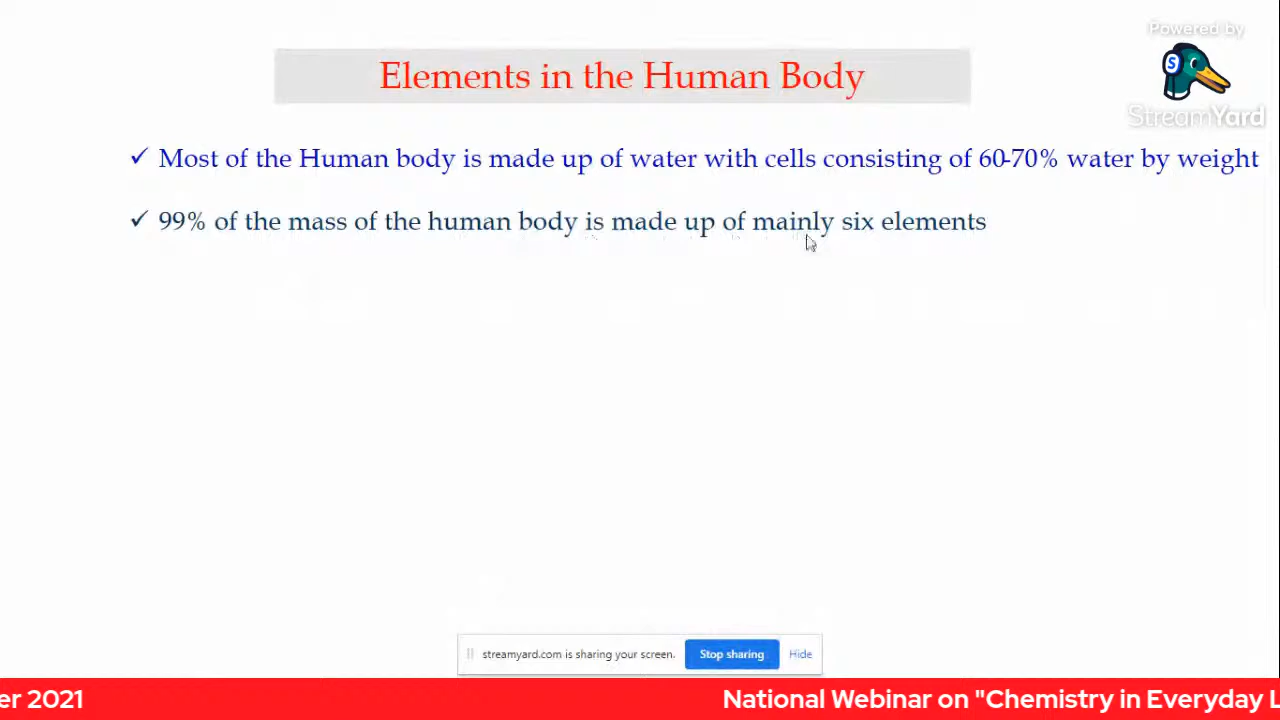 Powered by
StreamYard
Elements in the Human Body
✓ Most of the Human body is made up of water with cells consisting of 60-70% water by weight
✓ 99% of the mass of the human body is made up of mainly six elements
streamyard.com is sharing your screen. Stop sharing Hide
er 2021 National Webinar on "Chemistry in Everyday L